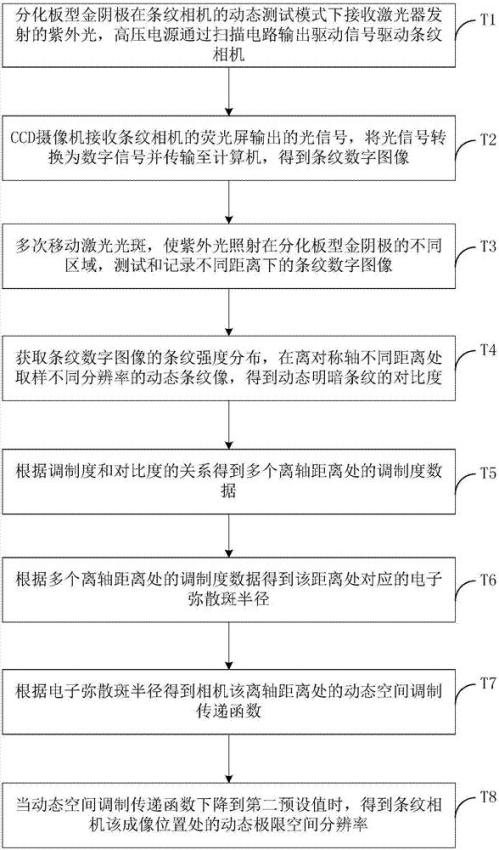 分化板型金阴极在条纹相机的动态测试模式下接收激光器发
射的紫外光，高压电源通过扫描电路输出驱动信号驱动条纹
相机
T1
CCD摄像机接收条纹相机的荧光屏输出的光信号，将光信号转
换为数字信号并传输至计算机，得到条纹数字图像
T2
多次移动激光光斑，使紫外光照射在分化板型金阴极的不同
区域，测试和记录不同距离下的条纹数字图像
T3
获取条纹数字图像的条纹强度分布，在离对称轴不同距离处
取样不同分辨率的动态条纹像，得到动态明暗条纹的对比度
T4
根据调制度和对比度的关系得到多个离轴距离处的调制度数
据
T5
根据多个离轴距离处的调制度数据得到该距离处对应的电子
弥散斑半径
T6
根据电子弥散斑半径得到相机该离轴距离处的动态空间调制
传递函数
T7
当动态空间调制传递函数下降到第二预设值时，得到条纹相
机该成像位置处的动态极限空间分辨率
T8